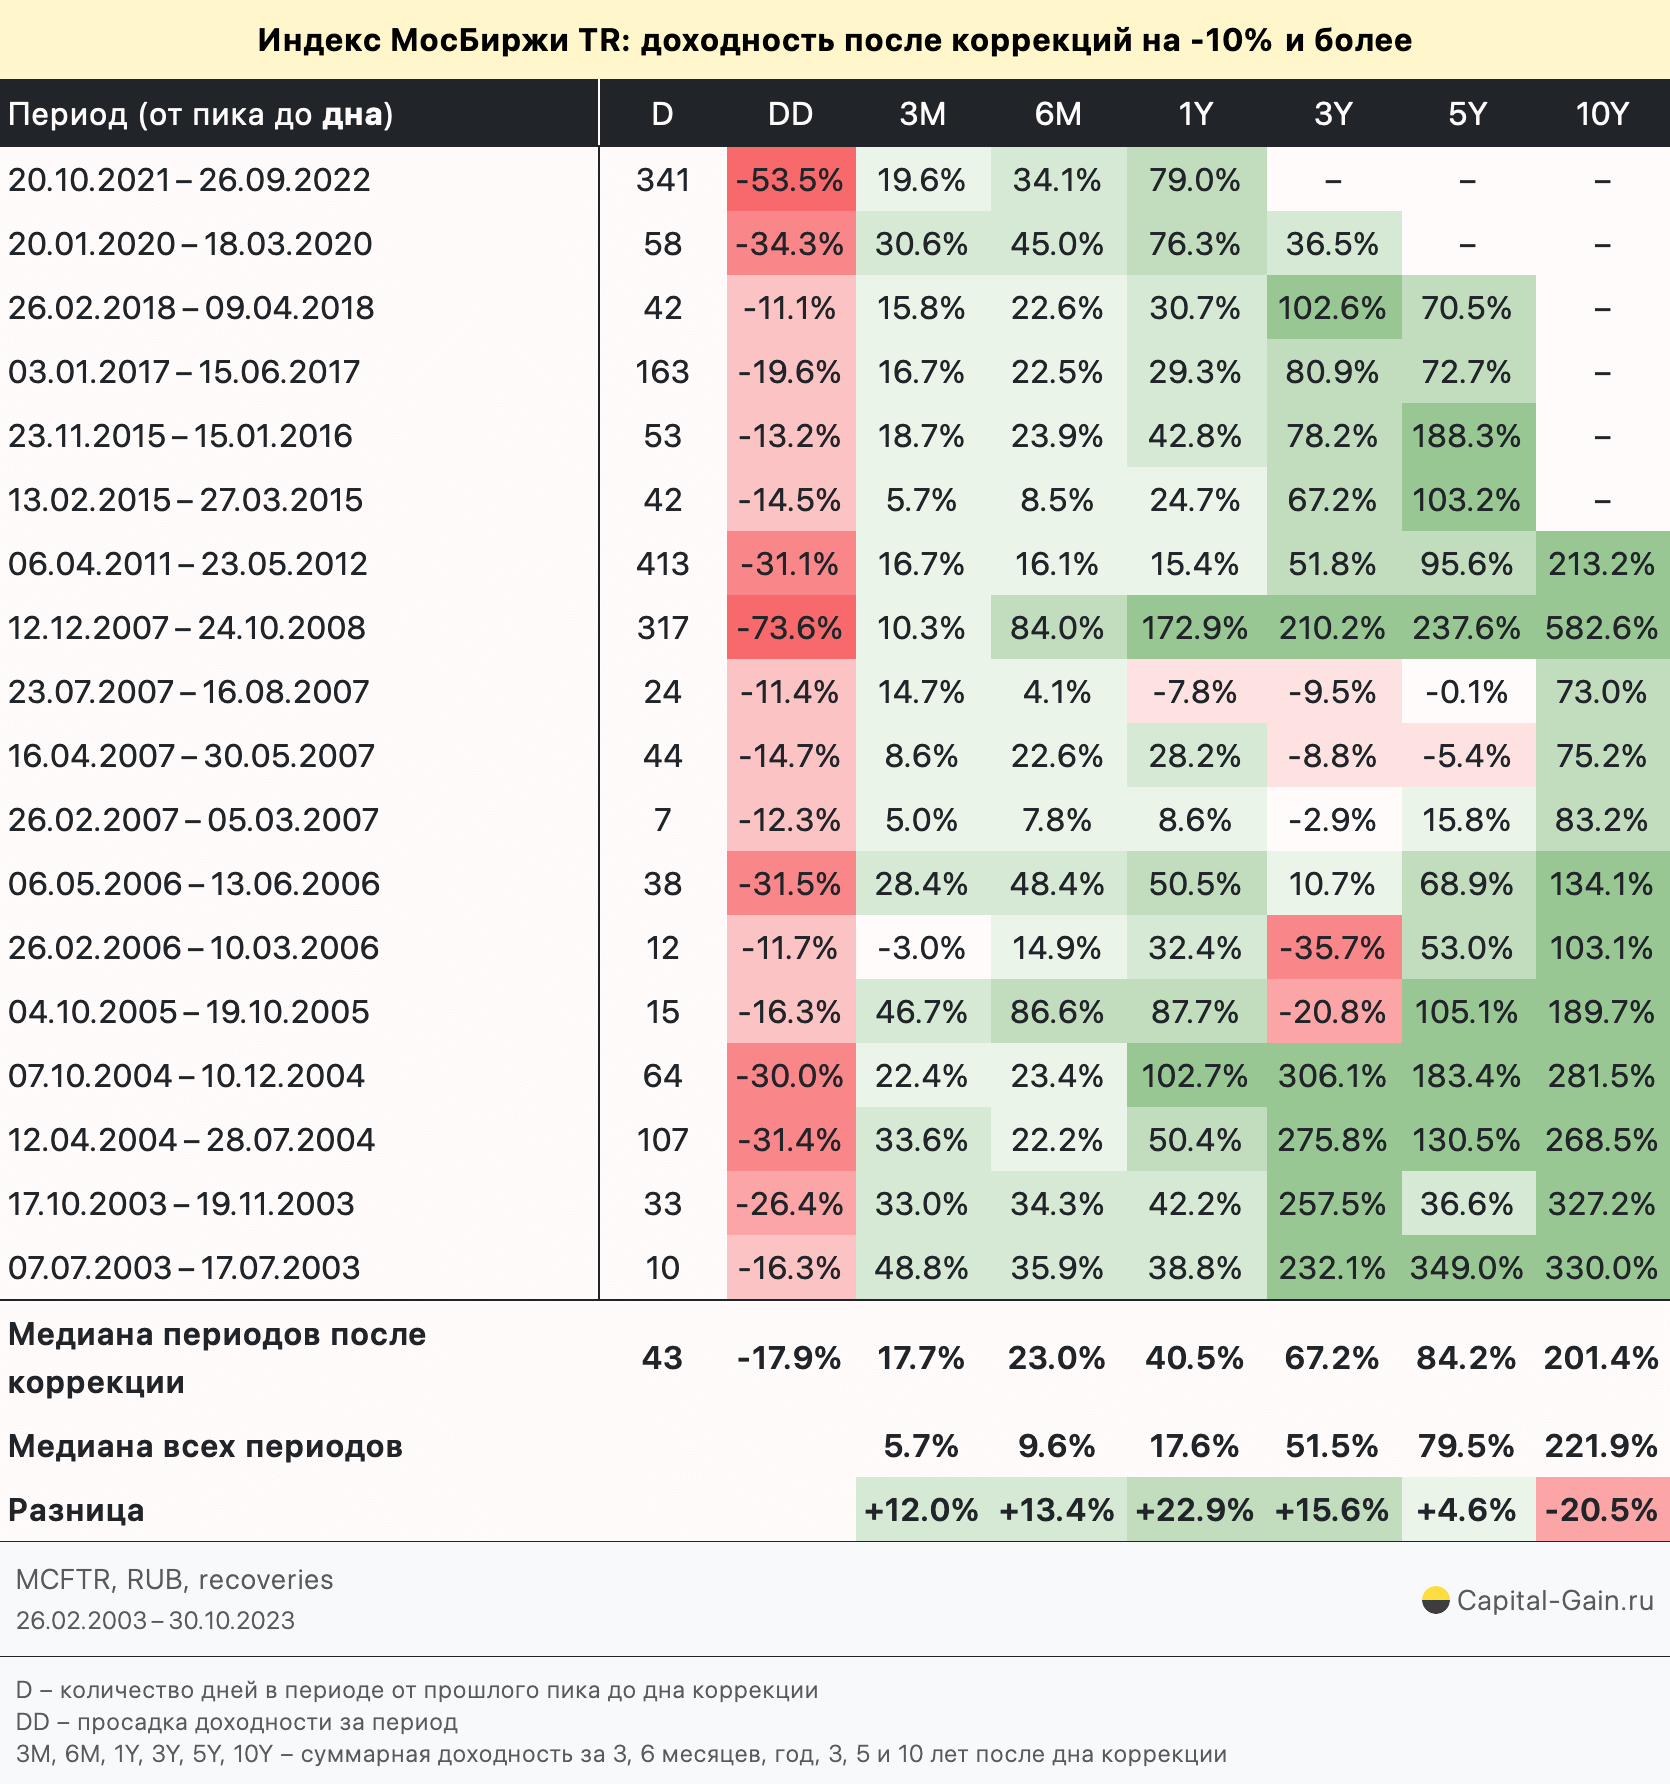 Индекс МосБиржи TR: доходность после коррекций на -10% и более
Период (от пика до дна) D DD 3M 6M 1Y 3Y 5Y 10Y
20.10.2021 – 26.09.2022 341 -53.5% 19.6% 34.1% 79.0% – – –
20.01.2020 – 18.03.2020 58 -34.3% 30.6% 45.0% 76.3% 36.5% – –
26.02.2018 – 09.04.2018 42 -11.1% 15.8% 22.6% 30.7% 102.6% 70.5% –
03.01.2017 – 15.06.2017 163 -19.6% 16.7% 22.5% 29.3% 80.9% 72.7% –
23.11.2015 – 15.01.2016 53 -13.2% 18.7% 23.9% 42.8% 78.2% 188.3% –
13.02.2015 – 27.03.2015 42 -14.5% 5.7% 8.5% 24.7% 67.2% 103.2% –
06.04.2011 – 23.05.2012 413 -31.1% 16.7% 16.1% 15.4% 51.8% 95.6% 213.2%
12.12.2007 – 24.10.2008 317 -73.6% 10.3% 84.0% 172.9% 210.2% 237.6% 582.6%
23.07.2007 – 16.08.2007 24 -11.4% 14.7% 4.1% -7.8% -9.5% -0.1% 73.0%
16.04.2007 – 30.05.2007 44 -14.7% 8.6% 22.6% 28.2% -8.8% -5.4% 75.2%
26.02.2007 – 05.03.2007 7 -12.3% 5.0% 7.8% 8.6% -2.9% 15.8% 83.2%
06.05.2006 – 13.06.2006 38 -31.5% 28.4% 48.4% 50.5% 10.7% 68.9% 134.1%
26.02.2006 – 10.03.2006 12 -11.7% -3.0% 14.9% 32.4% -35.7% 53.0% 103.1%
04.10.2005 – 19.10.2005 15 -16.3% 46.7% 86.6% 87.7% -20.8% 105.1% 189.7%
07.10.2004 – 10.12.2004 64 -30.0% 22.4% 23.4% 102.7% 306.1% 183.4% 281.5%
12.04.2004 – 28.07.2004 107 -31.4% 33.6% 22.2% 50.4% 275.8% 130.5% 268.5%
17.10.2003 – 19.11.2003 33 -26.4% 33.0% 34.3% 42.2% 257.5% 36.6% 327.2%
07.07.2003 – 17.07.2003 10 -16.3% 48.8% 35.9% 38.8% 232.1% 349.0% 330.0%
Медиана периодов после
коррекции 43 -17.9% 17.7% 23.0% 40.5% 67.2% 84.2% 201.4%
Медиана всех периодов 5.7% 9.6% 17.6% 51.5% 79.5% 221.9%
Разница +12.0% +13.4% +22.9% +15.6% +4.6% -20.5%
MCFTR, RUB, recoveries
26.02.2003 – 30.10.2023
Capital-Gain.ru
D – количество дней в периоде от прошлого пика до дна коррекции
DD – просадка доходности за период
3M, 6M, 1Y, 3Y, 5Y, 10Y – суммарная доходность за 3, 6 месяцев, год, 3, 5 и 10 лет после дна коррекции